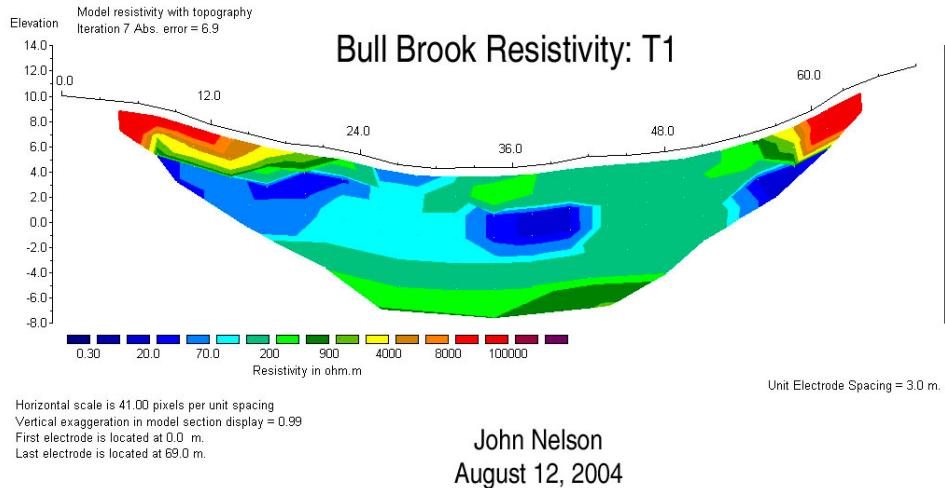 Model resistivity with topography
Elevation Iteration 7 Abs. error = 6.9
Bull Brook Resistivity: T1
14.0
12.0
10.0
8.0
6.0
4.0
2.0
0.0
-2.0
-4.0
-6.0
-8.0
0.0 12.0 24.0 36.0 48.0 60.0
0.30 20.0 70.0 200 900 4000 8000 100000
Resistivity in ohm.m
Unit Electrode Spacing = 3.0 m.
Horizontal scale is 41.00 pixels per unit spacing
Vertical exaggeration in model section display = 0.99
First electrode is located at 0.0 m.
Last electrode is located at 69.0 m.
John Nelson
August 12, 2004